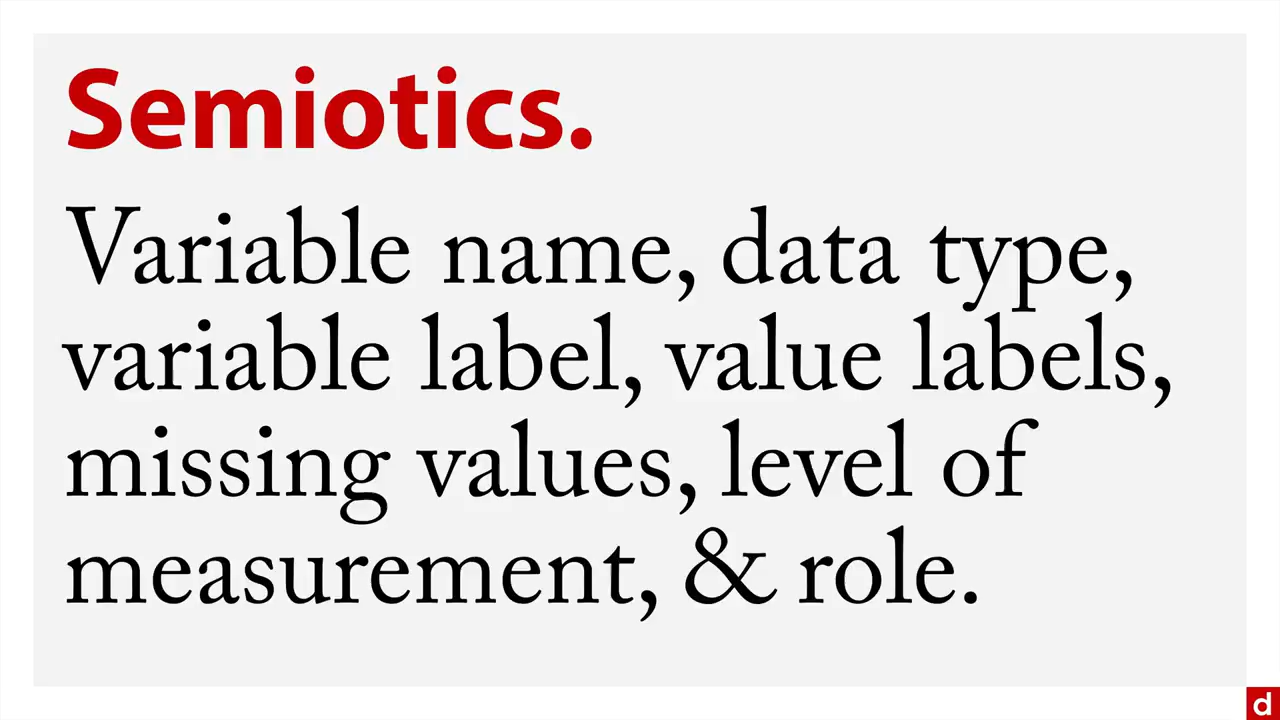 Semiotics.
Variable name, data type,
variable label, value labels,
missing values, level of
measurement, & role.
d